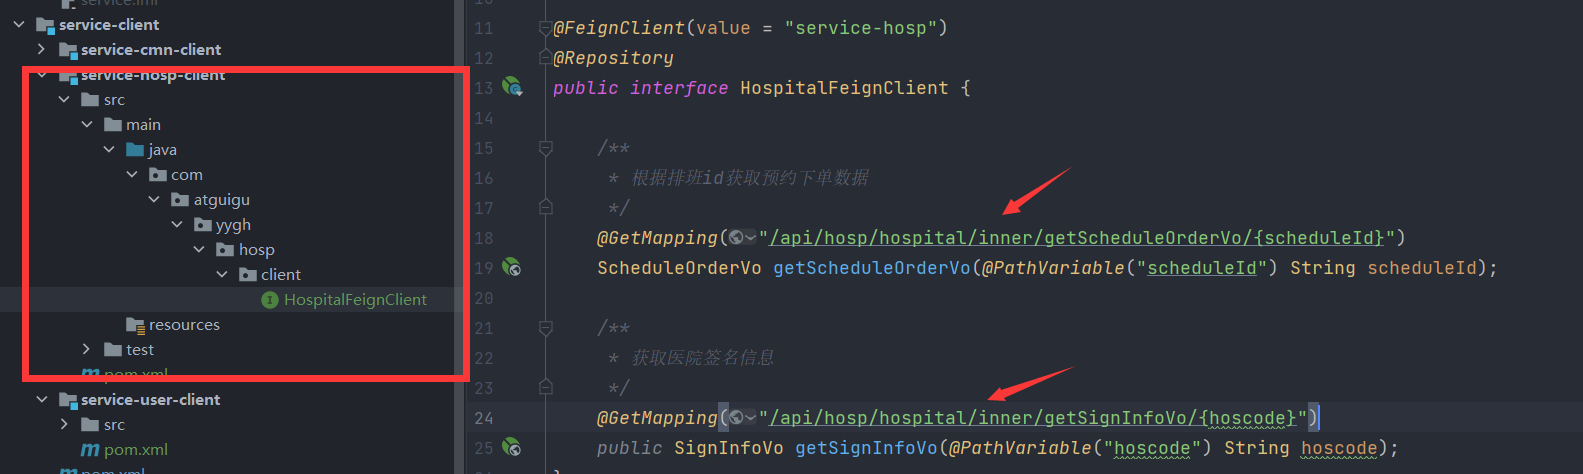 service.iml
service-client
service-cmn-client
service-hosp-client
src
main
java
com
atguigu
yygh
hosp
client
HospitalFeignClient
resources
test
pom.xml
service-user-client
src
pom.xml
pom.xml
10
11 @FeignClient(value = "service-hosp")
12 @Repository
13 public interface HospitalFeignClient {
14
15 /**
16 * 根据排班id获取预约下单数据
17 */
18 @GetMapping("/api/hosp/hospital/inner/getScheduleOrderVo/{scheduleId}")
19 ScheduleOrderVo getScheduleOrderVo(@PathVariable("scheduleId") String scheduleId);
20
21 /**
22 * 获取医院签名信息
23 */
24 @GetMapping("/api/hosp/hospital/inner/getSignInfoVo/{hoscode}")
25 public SignInfoVo getSignInfoVo(@PathVariable("hoscode") String hoscode);